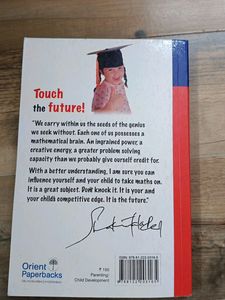 Touch
the future!
"We carry within us the seeds of the genius
we seek without. Each one of us possesses a
mathematical brain. An ingrained power, a
creative energy, a greater problem solving
capacity than we probably give ourself credit for.
With a better understanding, I am sure you can
influence yourself and your child to take maths on.
It is a great subject. Don't knock it. It is your and
your childs competitive edge. It is the future."
Orient
Paperbacks
₹ 195
Parenting/
Child Development